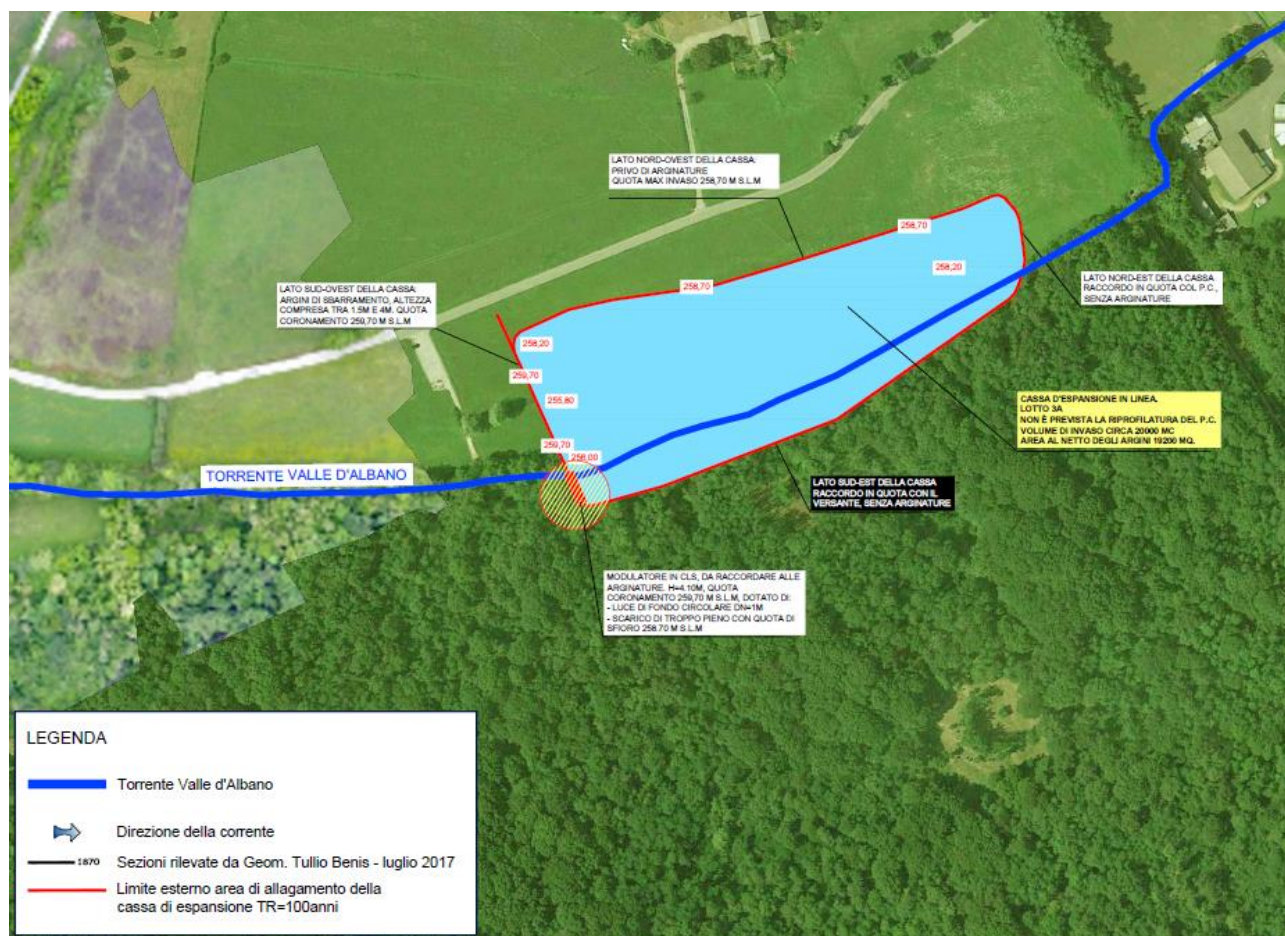 LATO NORD-OVEST DELLA CASSA:
PRIVO DI ARGINATURE
QUOTA MAX INVASO 258,70 M S.L.M
258,70
258,20
LATO NORD-EST DELLA CASSA
RACCORDO IN QUOTA COL P.C.,
SENZA ARGINATURE
LATO SUD-OVEST DELLA CASSA:
ARGINI DI SBARRAMENTO, ALTEZZA
COMPRESA TRA 1.5M E 4M. QUOTA
CORONAMENTO 259,70 M S.L.M
258,70
258,20
259,70
255,80
259,70
258,00
CASSA D'ESPANSIONE IN LINEA.
LOTTO 3A
NON È PREVISTA LA RIPROFILATURA DEL P.C.
VOLUME DI INVASO CIRCA 20000 MC
AREA AL NETTO DEGLI ARGINI 19200 MQ.
TORRENTE VALLE D'ALBANO
LATO SUD-EST DELLA CASSA
RACCORDO IN QUOTA CON IL
VERSANTE, SENZA ARGINATURE
MODULATORE IN CLS, DA RACCORDARE ALLE
ARGINATURE. H=4.10M, QUOTA
CORONAMENTO 259,70 M S.L.M, DOTATO DI:
- LUCE DI FONDO CIRCOLARE DN=1M
- SCARICO DI TROPPO PIENO CON QUOTA DI
SFIORO 258.70 M S.L.M
LEGENDA
Torrente Valle d'Albano
Direzione della corrente
1870 Sezioni rilevate da Geom. Tullio Benis - luglio 2017
Limite esterno area di allagamento della
cassa di espansione TR=100anni